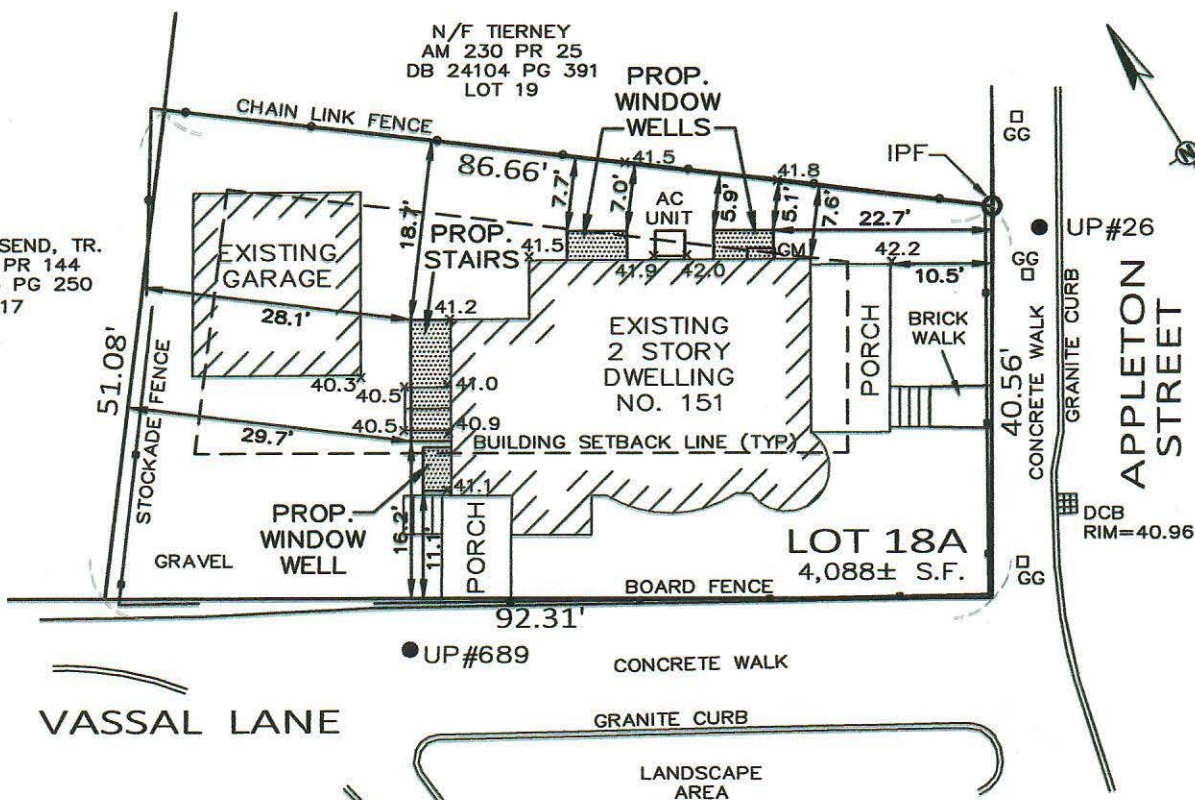 N/F TIERNEY
AM 230 PR 25
DB 24104 PG 391
LOT 19
PROP.
WINDOW
WELLS
CHAIN LINK FENCE
86.66'
41.5
41.8
IPF
GG
7.7'
7.0'
AC
UNIT
5.9'
5.1'
7.6'
22.7'
UP#26
SEND, TR.
PR 144
PG 250
17
EXISTING
GARAGE
18.7'
PROP.
STAIRS
41.5
41.9
42.0
GM
42.2
10.5'
GG
28.1'
41.2
EXISTING
2 STORY
DWELLING
NO. 151
PORCH
BRICK
WALK
CONCRETE WALK
GRANITE CURB
APPLETON
STREET
51.08'
STOCKADE FENCE
40.3
40.5
41.0
40.5
40.9
29.7'
BUILDING SETBACK LINE (TYP)
40.56'
41.1
PROP.
WINDOW
WELL
16.2'
11.1'
PORCH
LOT 18A
4,088± S.F.
DCB
RIM=40.96
GRAVEL
BOARD FENCE
GG
92.31'
UP#689
CONCRETE WALK
VASSAL LANE
GRANITE CURB
LANDSCAPE
AREA
N